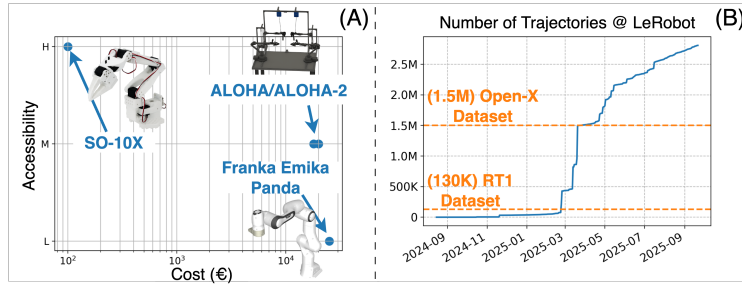 (A)
H
M
L
Accessibility
SO-10X
ALOHA/ALOHA-2
Franka Emika
Panda
10²
10³
10⁴
Cost (€)
Number of Trajectories @ LeRobot
(B)
2.5M
2.0M
1.5M
1.0M
500K
0
(1.5M) Open-X
Dataset
(130K) RT1
Dataset
2024-09
2024-11
2025-01
2025-03
2025-05
2025-07
2025-09